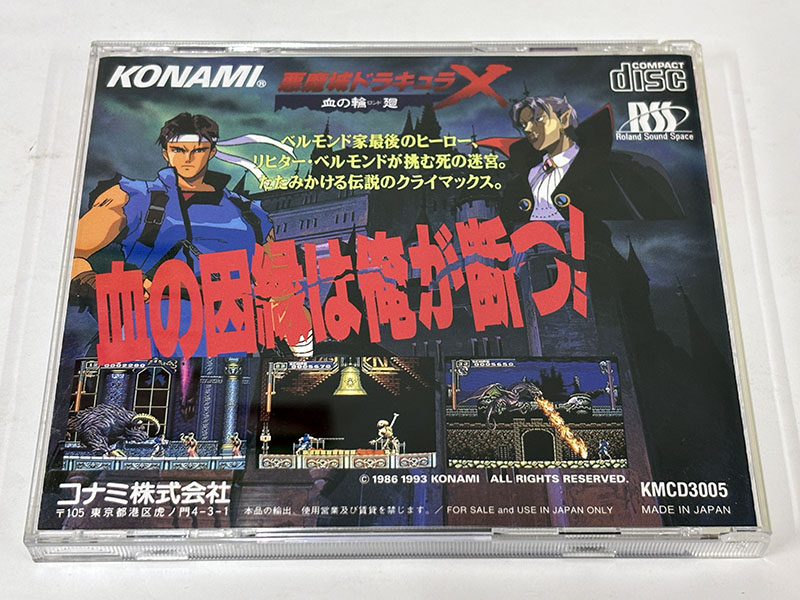 KONAMI®
悪魔城ドラキュラX
血の輪ロンド廻
COMPACT
disc
RSS
Roland Sound Space
ベルモンド家最後のヒーロー、
リヒター・ベルモンドが挑む死の迷宮。
たたみかける伝説のクライマックス。
血の因縁は俺が断つ!
0002200
0005670
0005650
© 1986 1993 KONAMI ALL RIGHTS RESERVED.
コナミ株式会社
〒105 東京都港区虎ノ門4-3-1
本品の輸出、使用営業及び賃貸を禁じます。/ FOR SALE and USE IN JAPAN ONLY
KMCD3005
MADE IN JAPAN